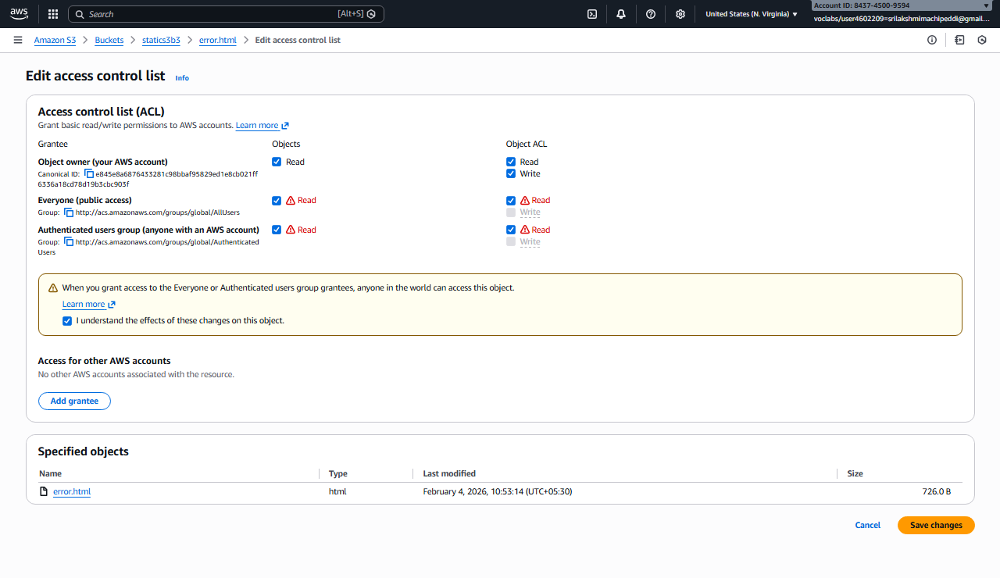 aws
Search [Alt+S]
United States (N. Virginia)
Account ID: 8437-4500-9594
voclabs/user4602209=srilakshmimachipeddi@gmail...
Amazon S3 > Buckets > statics3b3 > error.html > Edit access control list
Edit access control list Info
Access control list (ACL)
Grant basic read/write permissions to AWS accounts. Learn more
Grantee Objects Object ACL
Object owner (your AWS account) Read Read
Canonical ID: e845e8a6876433281c98bbaf95829ed1e8cb021ff Write
6336a18cd78d19b3cbc903f
Everyone (public access) Read Read
Group: http://acs.amazonaws.com/groups/global/AllUsers Write
Authenticated users group (anyone with an AWS account) Read Read
Group: http://acs.amazonaws.com/groups/global/Authenticated Write
Users
When you grant access to the Everyone or Authenticated users group grantees, anyone in the world can access this object.
Learn more
I understand the effects of these changes on this object.
Access for other AWS accounts
No other AWS accounts associated with the resource.
Add grantee
Specified objects
Name Type Last modified Size
error.html html February 4, 2026, 10:53:14 (UTC+05:30) 726.0 B
Cancel Save changes